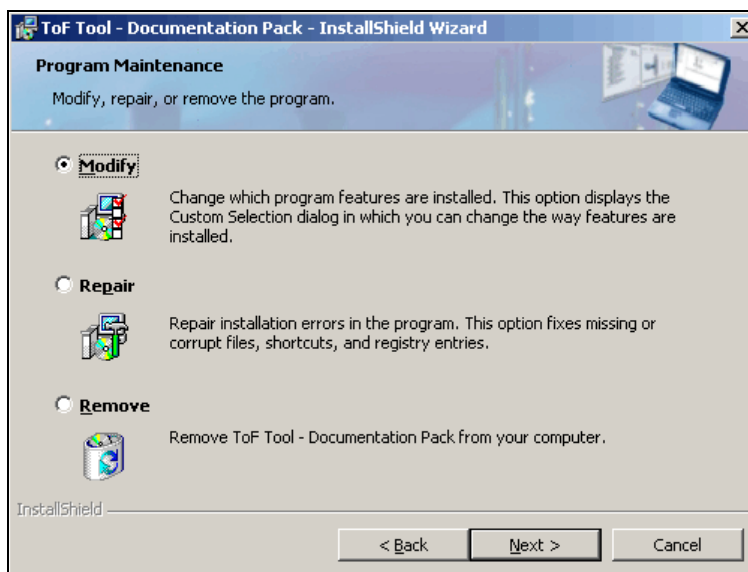 ToF Tool - Documentation Pack - InstallShield Wizard
Program Maintenance
Modify, repair, or remove the program.
Modify
Change which program features are installed. This option displays the
Custom Selection dialog in which you can change the way features are
installed.
Repair
Repair installation errors in the program. This option fixes missing or
corrupt files, shortcuts, and registry entries.
Remove
Remove ToF Tool - Documentation Pack from your computer.
InstallShield
< Back
Next >
Cancel